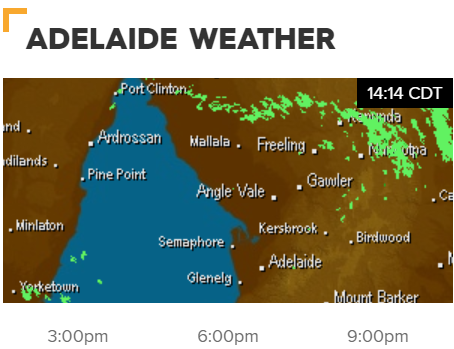 ADELAIDE WEATHER
14:14 CDT
Port Clinton
Ardrossan
Mallala
Freeling
Pine Point
Angle Vale
Gawler
Minlaton
Kersbrook
Birdwood
Semaphore
Adelaide
Glenelg
Yorketown
Mount Barker
3:00pm 6:00pm 9:00pm